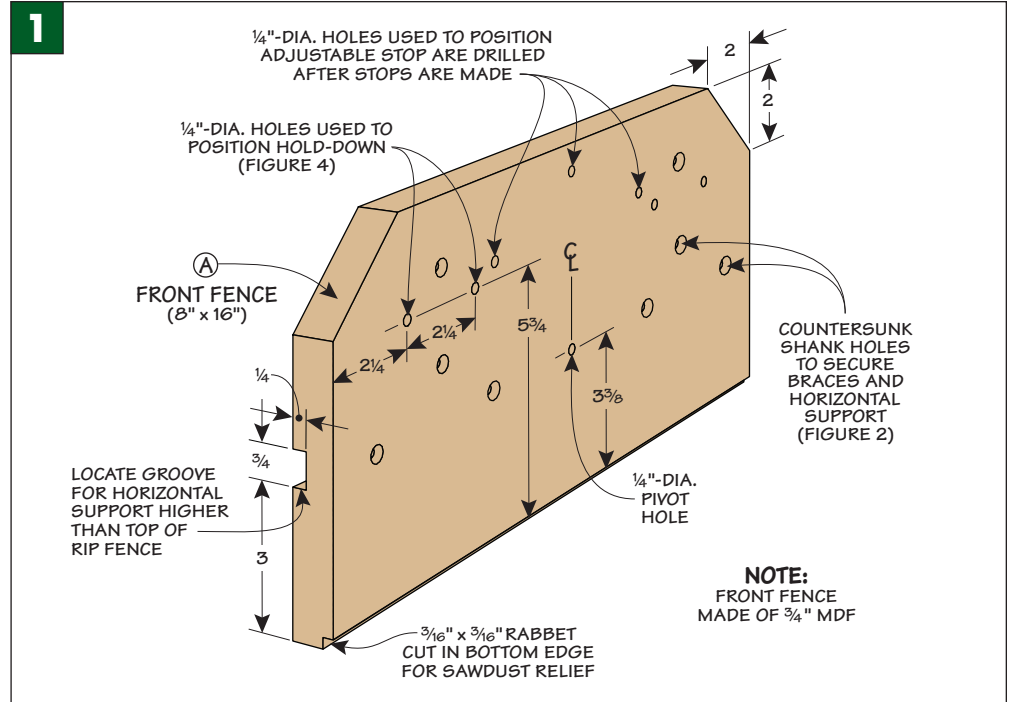 1
¼"-DIA. HOLES USED TO POSITION
ADJUSTABLE STOP ARE DRILLED
AFTER STOPS ARE MADE
2
2
¼"-DIA. HOLES USED TO
POSITION HOLD-DOWN
(FIGURE 4)
A
FRONT FENCE
(8" x 16")
℄
2¼
2¼
5¾
3⅜
¼
¾
3
LOCATE GROOVE
FOR HORIZONTAL
SUPPORT HIGHER
THAN TOP OF
RIP FENCE
COUNTERSUNK
SHANK HOLES
TO SECURE
BRACES AND
HORIZONTAL
SUPPORT
(FIGURE 2)
¼"-DIA.
PIVOT
HOLE
NOTE:
FRONT FENCE
MADE OF ¾" MDF
3⁄16" x 3⁄16" RABBET
CUT IN BOTTOM EDGE
FOR SAWDUST RELIEF